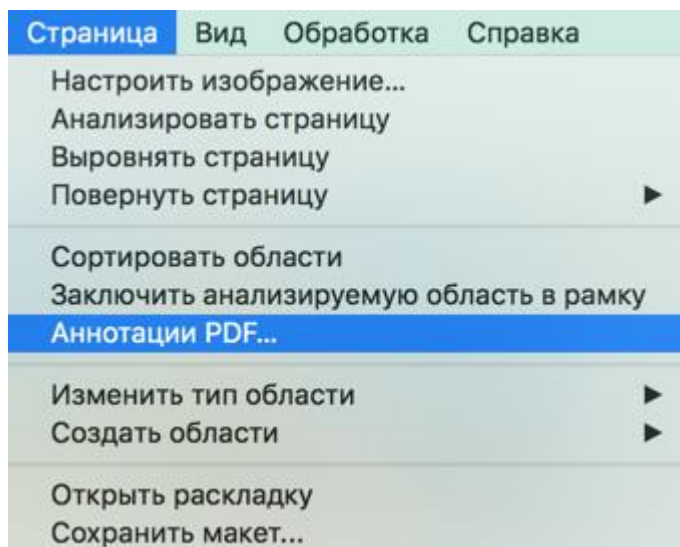 Страница Вид Обработка Справка
Настроить изображение...
Анализировать страницу
Выровнять страницу
Повернуть страницу
Сортировать области
Заключить анализируемую область в рамку
Аннотации PDF...
Изменить тип области
Создать области
Открыть раскладку
Сохранить макет...